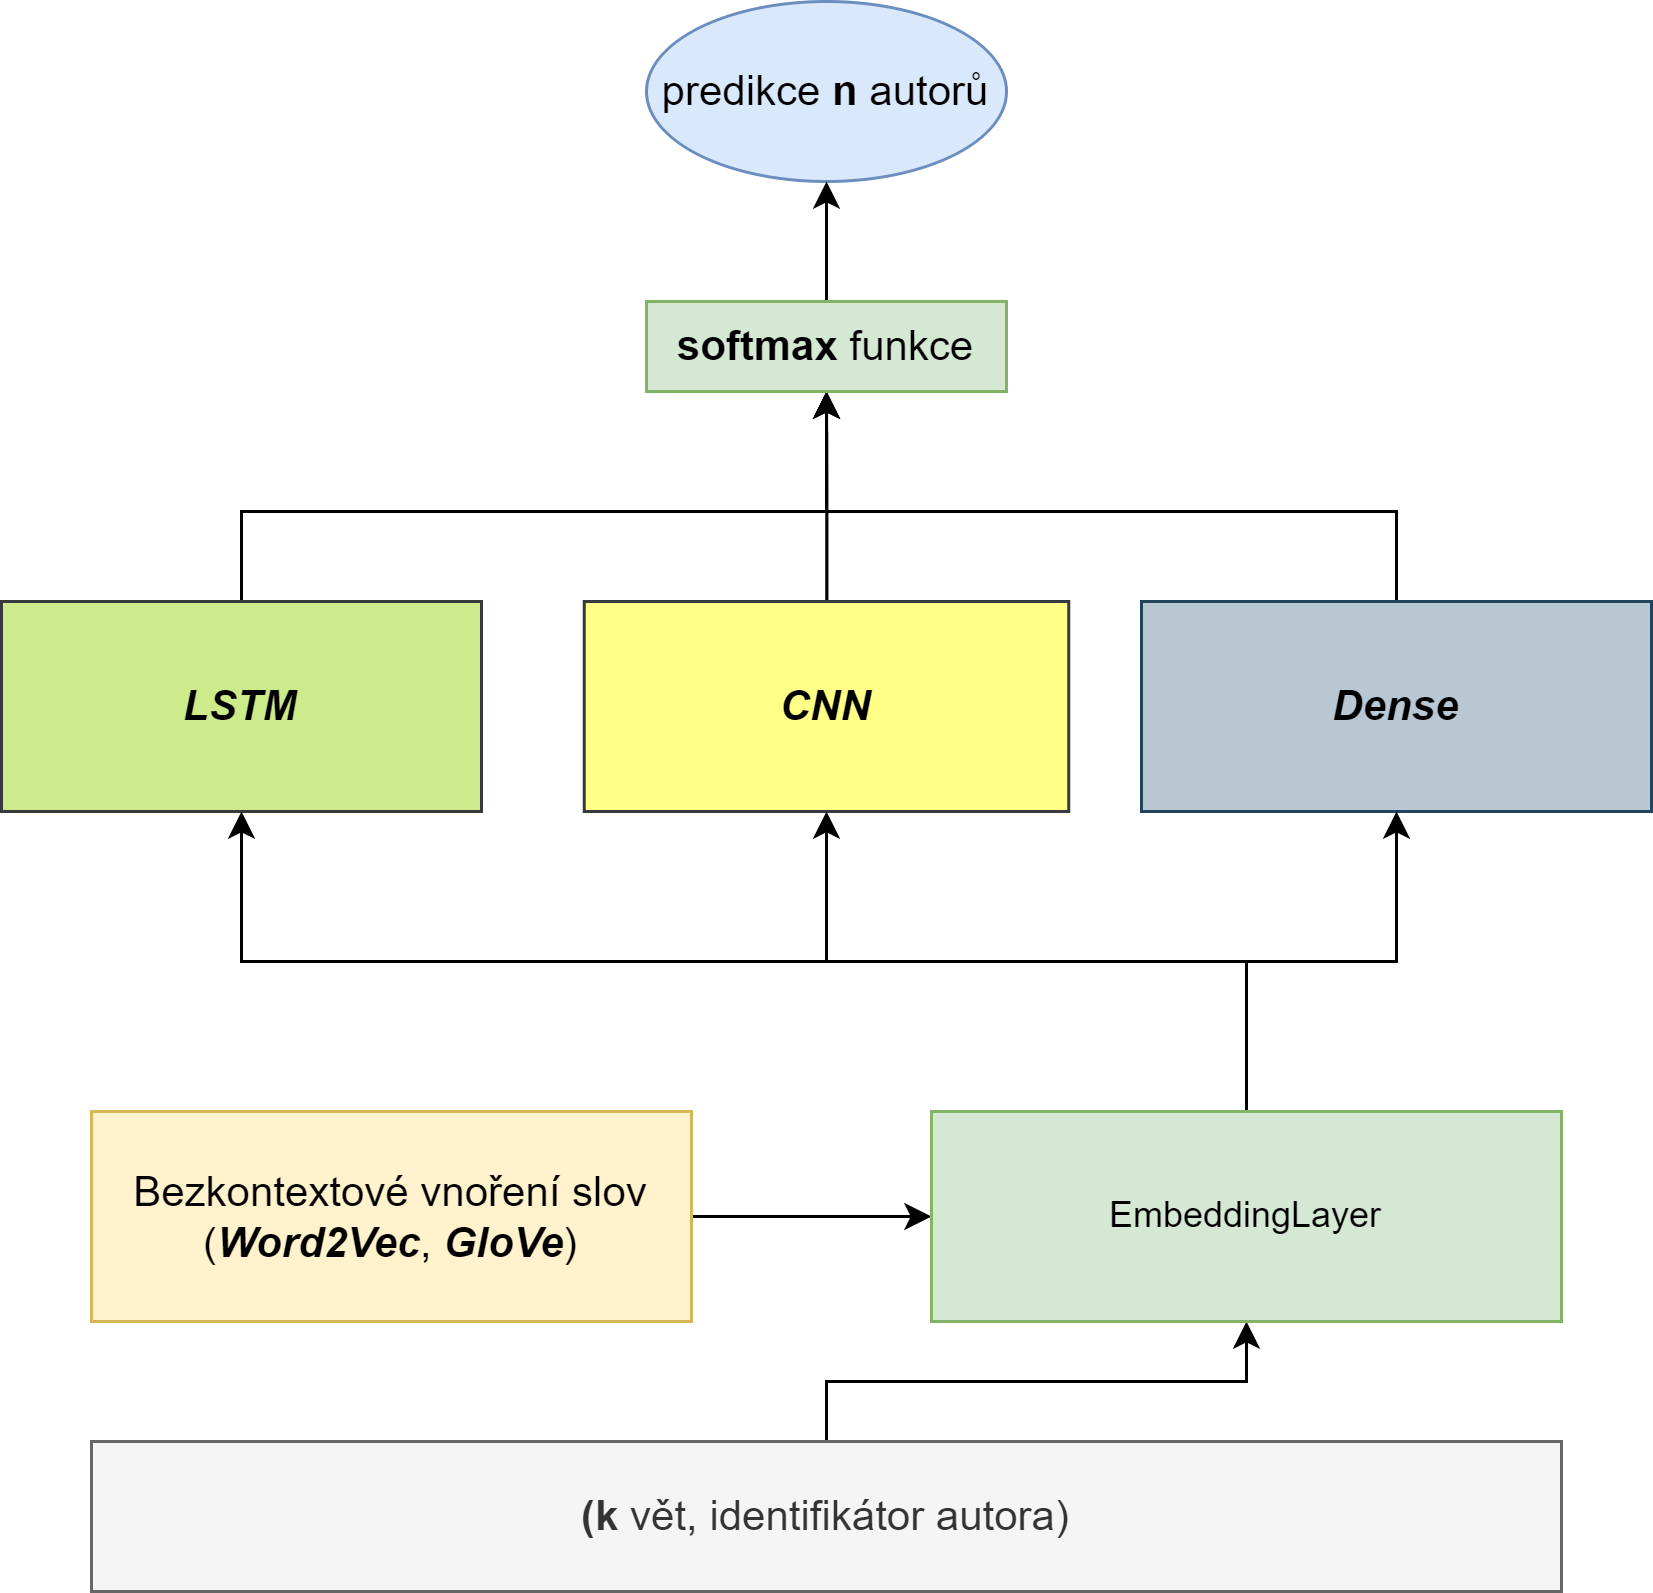 predikce n autorů
softmax funkce
LSTM
CNN
Dense
Bezkontextové vnoření slov
(Word2Vec, GloVe)
EmbeddingLayer
(k vět, identifikátor autora)